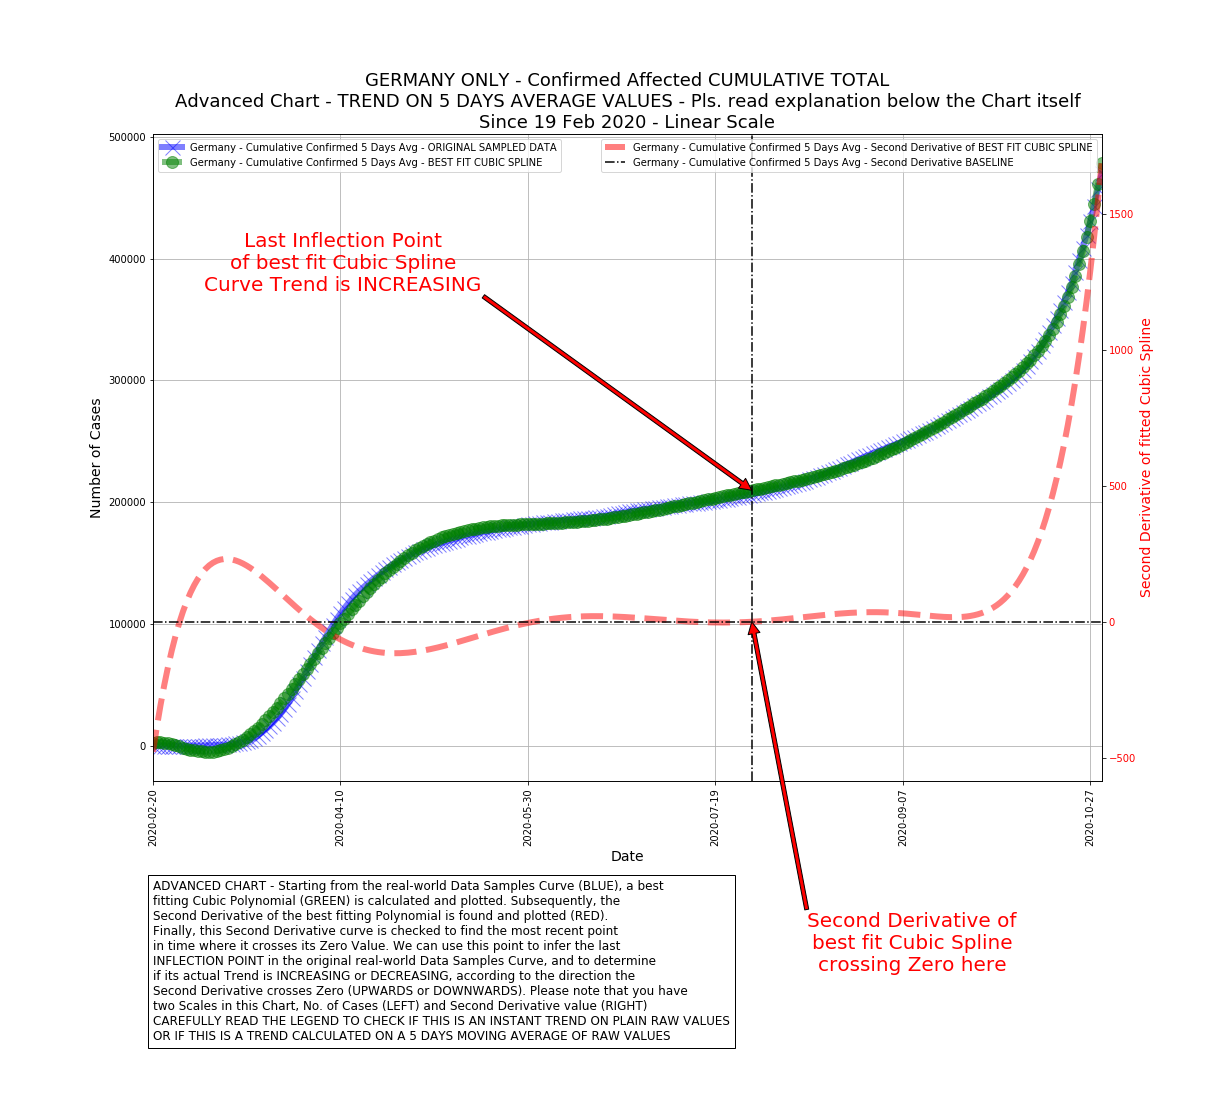 GERMANY ONLY - Confirmed Affected CUMULATIVE TOTAL
Advanced Chart - TREND ON 5 DAYS AVERAGE VALUES - Pls. read explanation below the Chart itself
Since 19 Feb 2020 - Linear Scale
Germany - Cumulative Confirmed 5 Days Avg - ORIGINAL SAMPLED DATA
Germany - Cumulative Confirmed 5 Days Avg - BEST FIT CUBIC SPLINE
Germany - Cumulative Confirmed 5 Days Avg - Second Derivative of BEST FIT CUBIC SPLINE
Germany - Cumulative Confirmed 5 Days Avg - Second Derivative BASELINE
Last Inflection Point
of best fit Cubic Spline
Curve Trend is INCREASING
Number of Cases
500000
400000
300000
200000
100000
0
1500
1000
500
0
−500
Second Derivative of fitted Cubic Spline
2020-02-20
2020-04-10
2020-05-30
2020-07-19
2020-09-07
2020-10-27
Date
Second Derivative of
best fit Cubic Spline
crossing Zero here
ADVANCED CHART - Starting from the real-world Data Samples Curve (BLUE), a best
fitting Cubic Polynomial (GREEN) is calculated and plotted. Subsequently, the
Second Derivative of the best fitting Polynomial is found and plotted (RED).
Finally, this Second Derivative curve is checked to find the most recent point
in time where it crosses its Zero Value. We can use this point to infer the last
INFLECTION POINT in the original real-world Data Samples Curve, and to determine
if its actual Trend is INCREASING or DECREASING, according to the direction the
Second Derivative crosses Zero (UPWARDS or DOWNWARDS). Please note that you have
two Scales in this Chart, No. of Cases (LEFT) and Second Derivative value (RIGHT)
CAREFULLY READ THE LEGEND TO CHECK IF THIS IS AN INSTANT TREND ON PLAIN RAW VALUES
OR IF THIS IS A TREND CALCULATED ON A 5 DAYS MOVING AVERAGE OF RAW VALUES